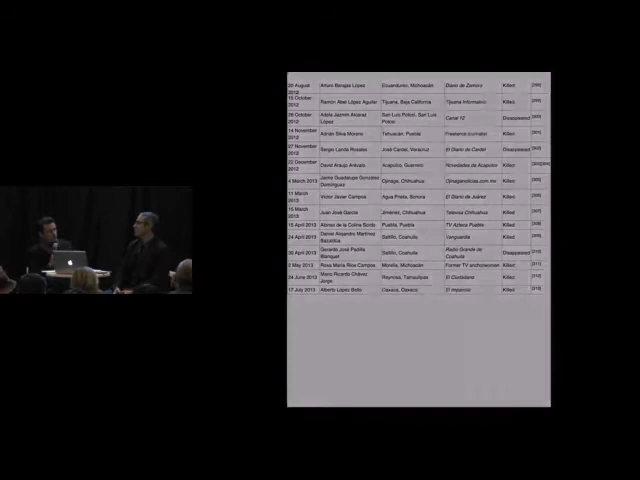 20 August 2012 Arturo Barajas López Ecuandureo, Michoacán Diario de Zamora Killed
15 October 2012 Ramón Abel López Aguilar Tijuana, Baja California Tijuana Informativo Killed
28 October 2012 Adela Jazmín Alcaraz López San Luis Potosí, San Luis Potosí Canal 12 Disappeared
14 November 2012 Adrián Silva Moreno Tehuacán, Puebla Freelance journalist Killed
07 November 2012 Sergio Landa Rosales José Cardel, Veracruz El Diario de Cardel Disappeared
22 December 2012 David Araujo Arévalo Acapulco, Guerrero Novedades de Acapulco Killed
4 March 2013 Jaime Guadalupe González Domínguez Ojinaga, Chihuahua Ojinaganoticias.com.mx Killed
11 March 2013 Víctor Javier Campos Agua Prieta, Sonora El Diario de Juárez Killed
15 March 2013 Juan José García Jiménez, Chihuahua Televisa Chihuahua Killed
15 April 2013 Alonso de la Colina Sordo Puebla, Puebla TV Azteca Puebla Killed
24 April 2013 Daniel Alejandro Martínez Bazaldúa Saltillo, Coahuila Vanguardia Killed
30 April 2013 Gerardo José Padilla Blanquet Saltillo, Coahuila Radio Grande de Coahuila Disappeared
2 May 2013 Rosa María Ríos Campos Morelia, Michoacán Former TV anchorwoman Killed
24 June 2013 Mario Ricardo Chávez Jorge Reynosa, Tamaulipas El Ciudadano Killed
17 July 2013 Alberto López Bello Oaxaca, Oaxaca El Imparcial Killed